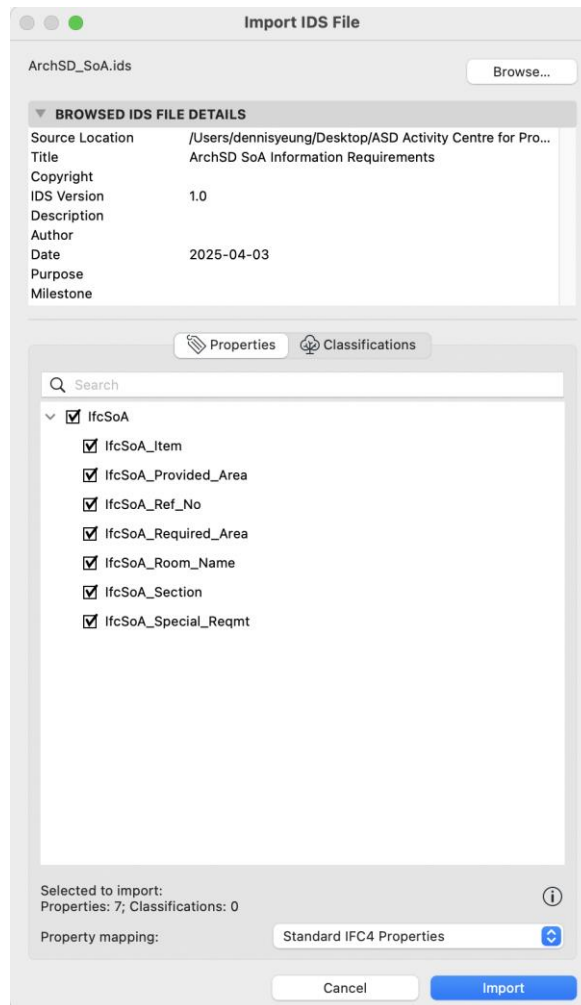 Import IDS File
ArchSD_SoA.ids
Browse...
BROWSED IDS FILE DETAILS
Source Location /Users/dennisyeung/Desktop/ASD Activity Centre for Pro...
Title ArchSD SoA Information Requirements
Copyright
IDS Version 1.0
Description
Author
Date 2025-04-03
Purpose
Milestone
Properties Classifications
Search
IfcSoA
IfcSoA_Item
IfcSoA_Provided_Area
IfcSoA_Ref_No
IfcSoA_Required_Area
IfcSoA_Room_Name
IfcSoA_Section
IfcSoA_Special_Reqmt
Selected to import:
Properties: 7; Classifications: 0
Property mapping: Standard IFC4 Properties
Cancel Import